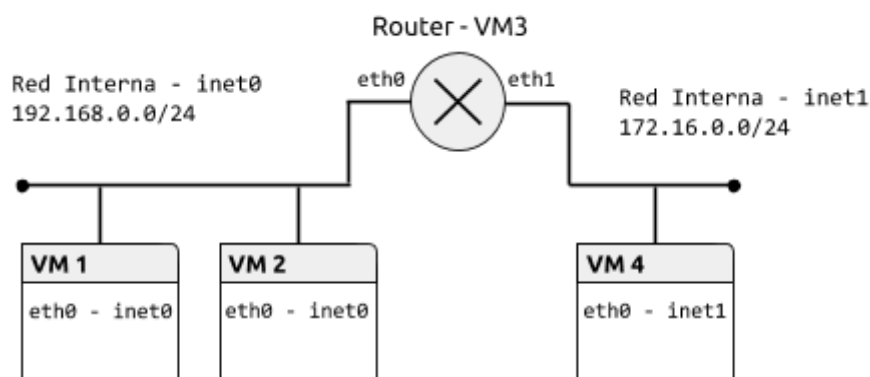 Router - VM3
Red Interna - inet0
192.168.0.0/24
eth0
eth1
Red Interna - inet1
172.16.0.0/24
VM 1
eth0 - inet0
VM 2
eth0 - inet0
VM 4
eth0 - inet1